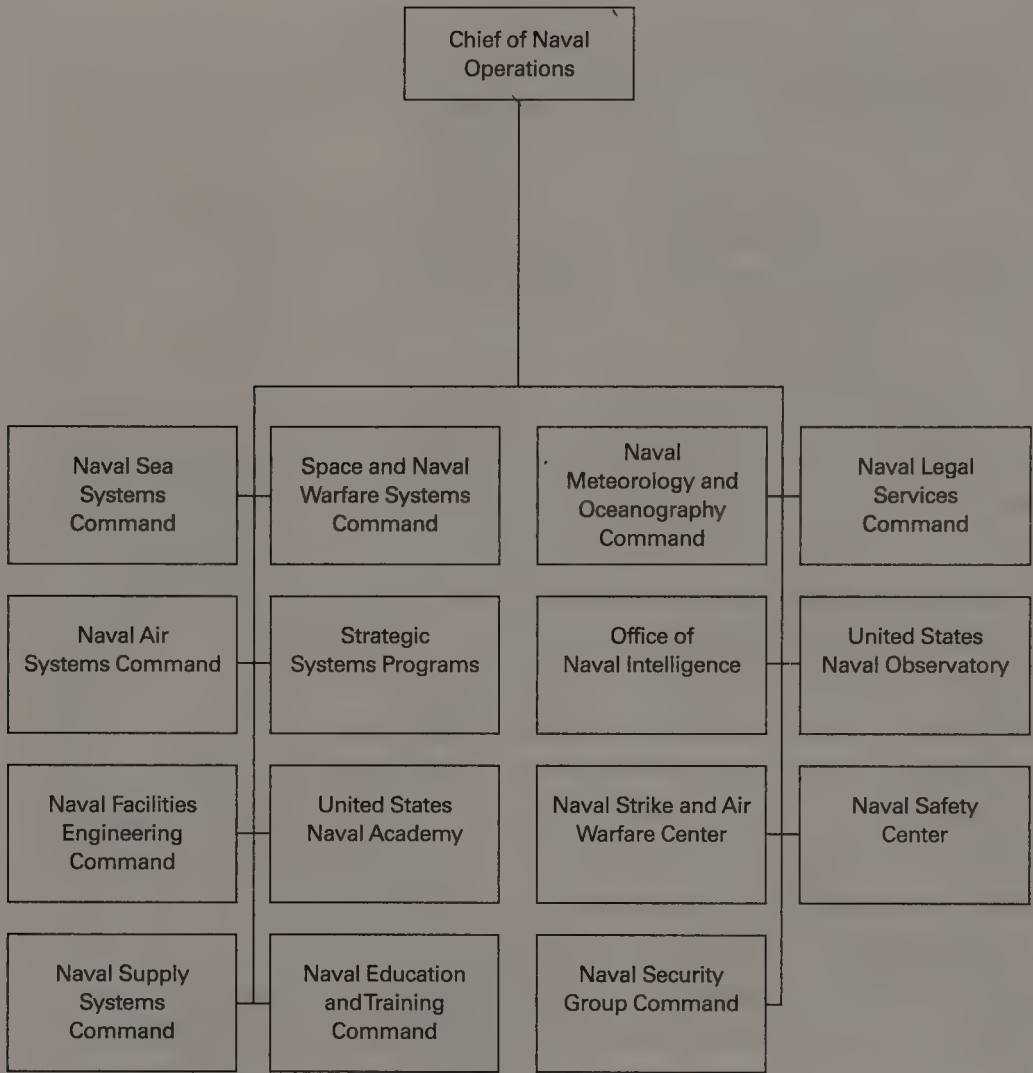 Chief of Naval
Operations
Naval Sea
Systems
Command
Space and Naval
Warfare Systems
Command
Naval
Meteorology and
Oceanography
Command
Naval Legal
Services
Command
Naval Air
Systems Command
Strategic
Systems Programs
Office of
Naval Intelligence
United States
Naval Observatory
Naval Facilities
Engineering
Command
United States
Naval Academy
Naval Strike and Air
Warfare Center
Naval Safety
Center
Naval Supply
Systems
Command
Naval Education
and Training
Command
Naval Security
Group Command